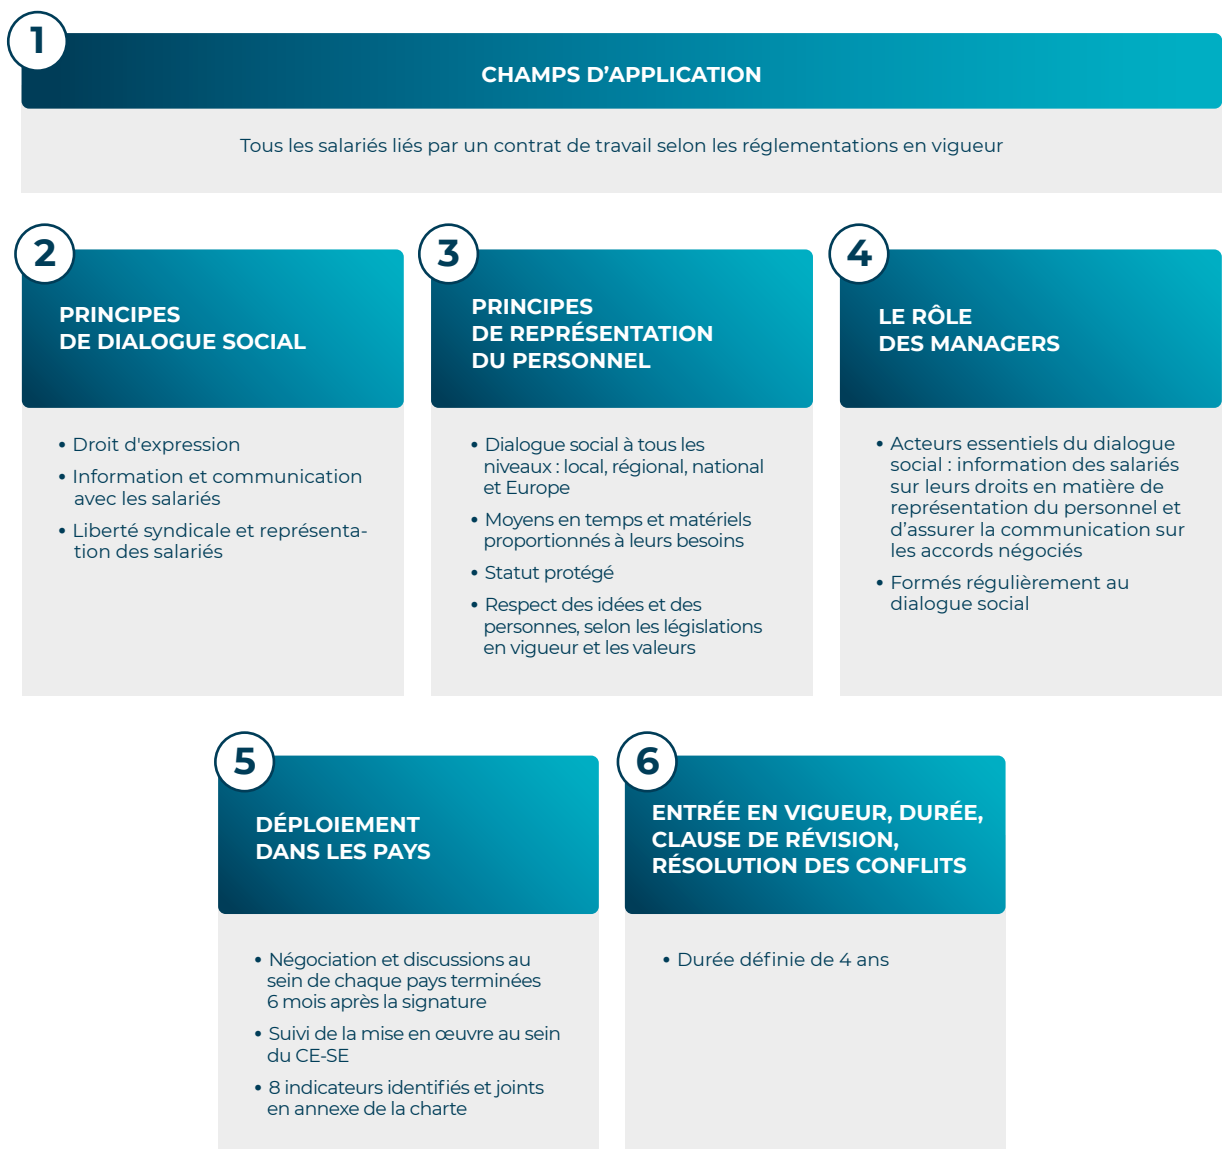 1
CHAMPS D’APPLICATION
Tous les salariés liés par un contrat de travail selon les réglementations en vigueur
2
PRINCIPES
DE DIALOGUE SOCIAL
• Droit d'expression
• Information et communication
avec les salariés
• Liberté syndicale et représenta-
tion des salariés
3
PRINCIPES
DE REPRÉSENTATION
DU PERSONNEL
• Dialogue social à tous les
niveaux : local, régional, national
et Europe
• Moyens en temps et matériels
proportionnés à leurs besoins
• Statut protégé
• Respect des idées et des
personnes, selon les législations
en vigueur et les valeurs
4
LE RÔLE
DES MANAGERS
• Acteurs essentiels du dialogue
social : information des salariés
sur leurs droits en matière de
représentation du personnel et
d’assurer la communication sur
les accords négociés
• Formés régulièrement au
dialogue social
5
DÉPLOIEMENT
DANS LES PAYS
• Négociation et discussions au
sein de chaque pays terminées
6 mois après la signature
• Suivi de la mise en œuvre au sein
du CE-SE
• 8 indicateurs identifiés et joints
en annexe de la charte
6
ENTRÉE EN VIGUEUR, DURÉE,
CLAUSE DE RÉVISION,
RÉSOLUTION DES CONFLITS
• Durée définie de 4 ans